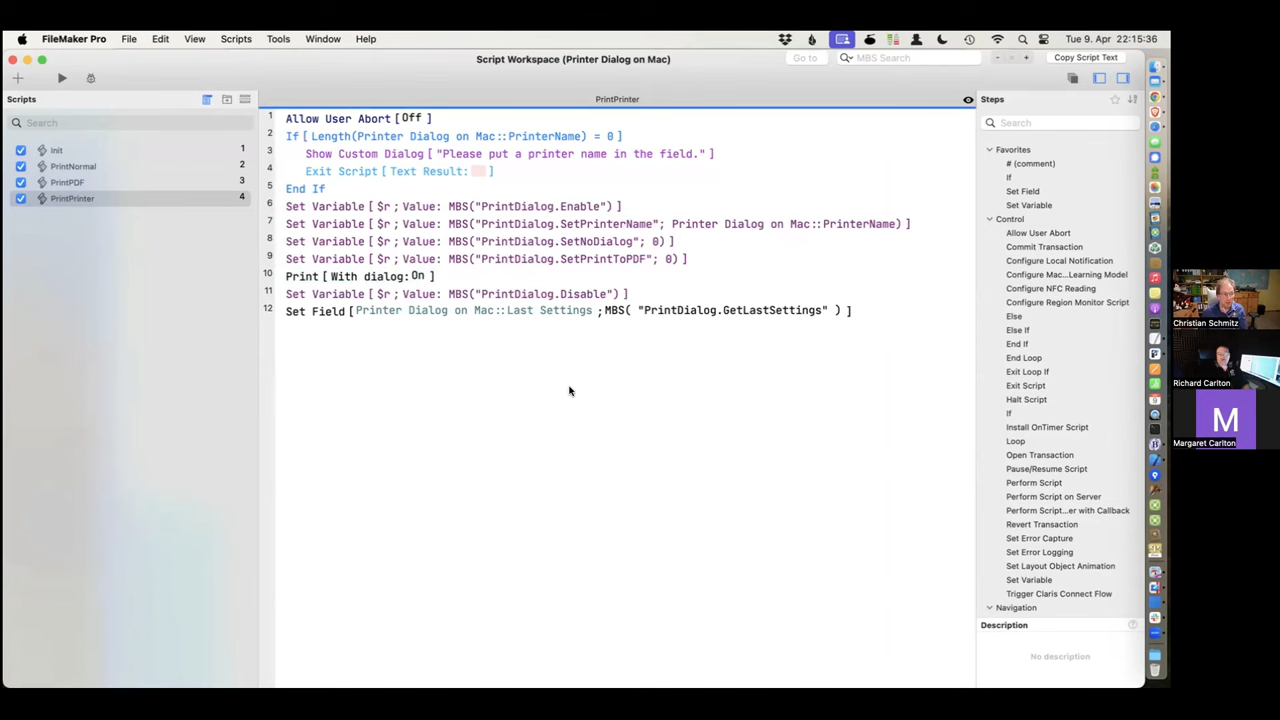 FileMaker Pro File Edit View Scripts Tools Window Help Tue 9. Apr 22:15:36
Script Workspace (Printer Dialog on Mac) Go to MBS Search - + Copy Script Text
Scripts
Search
Init 1
PrintNormal 2
PrintPDF 3
PrintPrinter 4
PrintPrinter
1 Allow User Abort [ Off ]
2 If [ Length(Printer Dialog on Mac::PrinterName) = 0 ]
3 Show Custom Dialog [ "Please put a printer name in the field." ]
4 Exit Script [ Text Result: ]
5 End If
6 Set Variable [ $r ; Value: MBS("PrintDialog.Enable") ]
7 Set Variable [ $r ; Value: MBS("PrintDialog.SetPrinterName"; Printer Dialog on Mac::PrinterName) ]
8 Set Variable [ $r ; Value: MBS("PrintDialog.SetNoDialog"; 0) ]
9 Set Variable [ $r ; Value: MBS("PrintDialog.SetPrintToPDF"; 0) ]
10 Print [ With dialog: On ]
11 Set Variable [ $r ; Value: MBS("PrintDialog.Disable") ]
12 Set Field [ Printer Dialog on Mac::Last Settings ; MBS( "PrintDialog.GetLastSettings" ) ]
Steps
Search
Favorites
# (comment)
If
Set Field
Set Variable
Control
Allow User Abort
Commit Transaction
Configure Local Notification
Configure Mac...Learning Model
Configure NFC Reading
Configure Region Monitor Script
Else
Else If
End If
End Loop
Exit Loop If
Exit Script
Halt Script
If
Install OnTimer Script
Loop
Open Transaction
Pause/Resume Script
Perform Script
Perform Script on Server
Perform Script...er with Callback
Revert Transaction
Set Error Capture
Set Error Logging
Set Layout Object Animation
Set Variable
Trigger Claris Connect Flow
Navigation
Description
No description
Christian Schmitz
Richard Carlton
M
Margaret Carlton